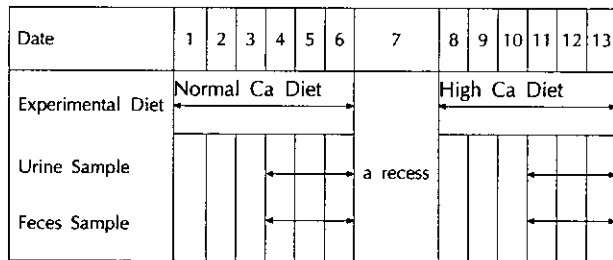 Date 1 2 3 4 5 6 7 8 9 10 11 12 13
Normal Ca Diet High Ca Diet
Experimental Diet
Urine Sample a recess
Feces Sample